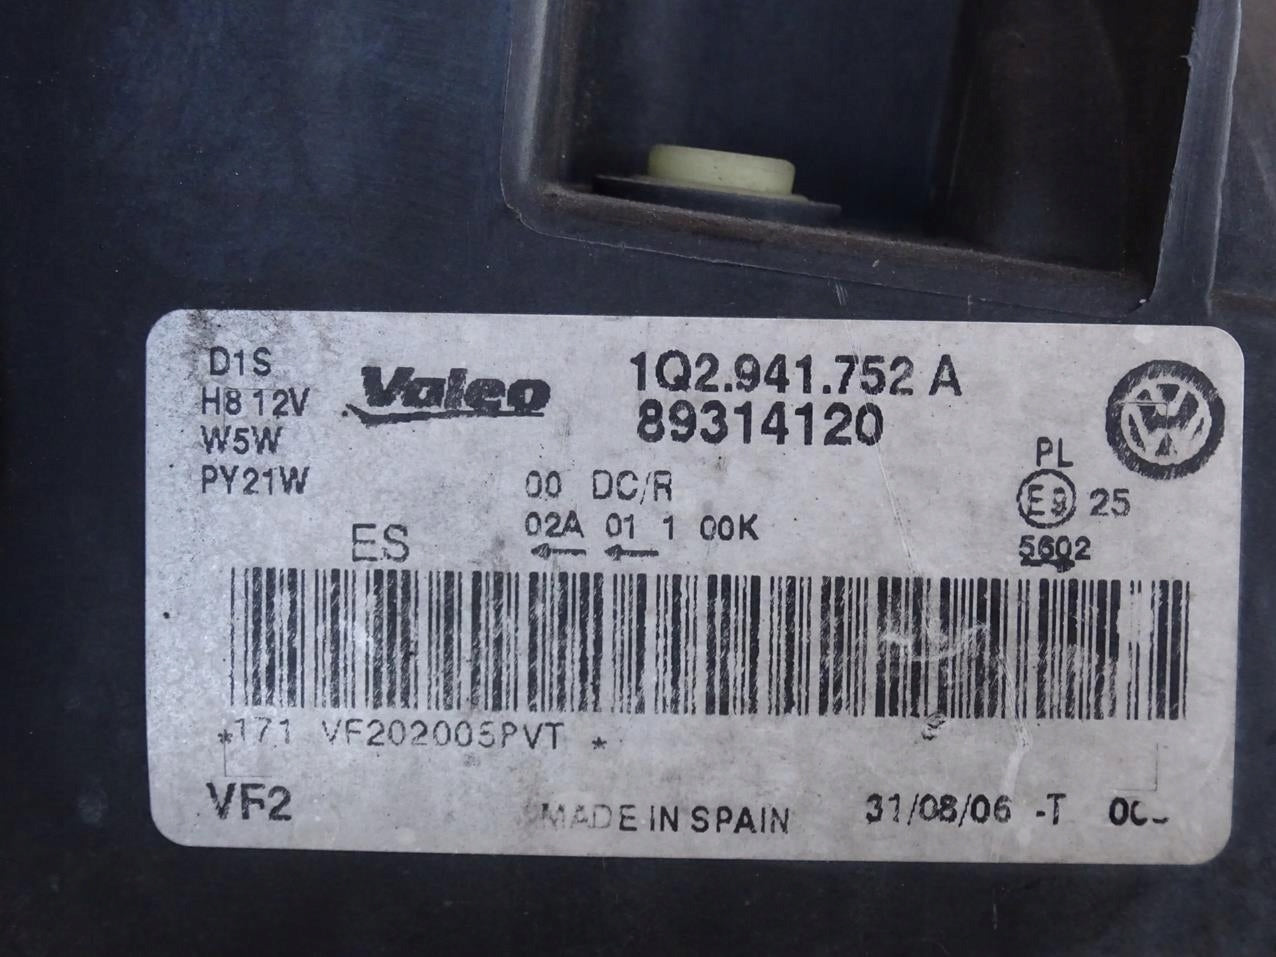 D1S
H8 12V
W5W
PY21W
Valeo
1Q2.941.752 A
89314120
00 DC/R
02A 01 1 00K
ES
PL
E9 25
5602
*171 VF202005PVT *
VF2
MADE IN SPAIN
31/08/06 -T